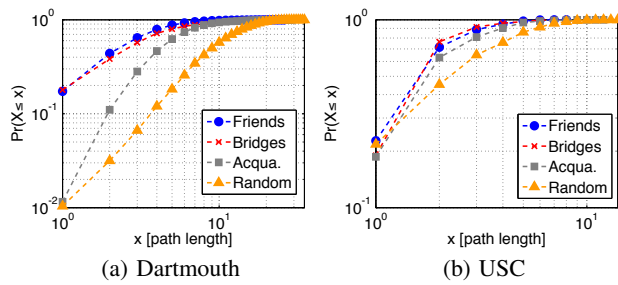 Pr(X≤ x)
10^0
10^-1
10^-2
10^0
10^1
x [path length]
Friends
Bridges
Acqua.
Random
(a) Dartmouth
Pr(X≤ x)
10^0
10^-1
10^0
10^1
x [path length]
Friends
Bridges
Acqua.
Random
(b) USC